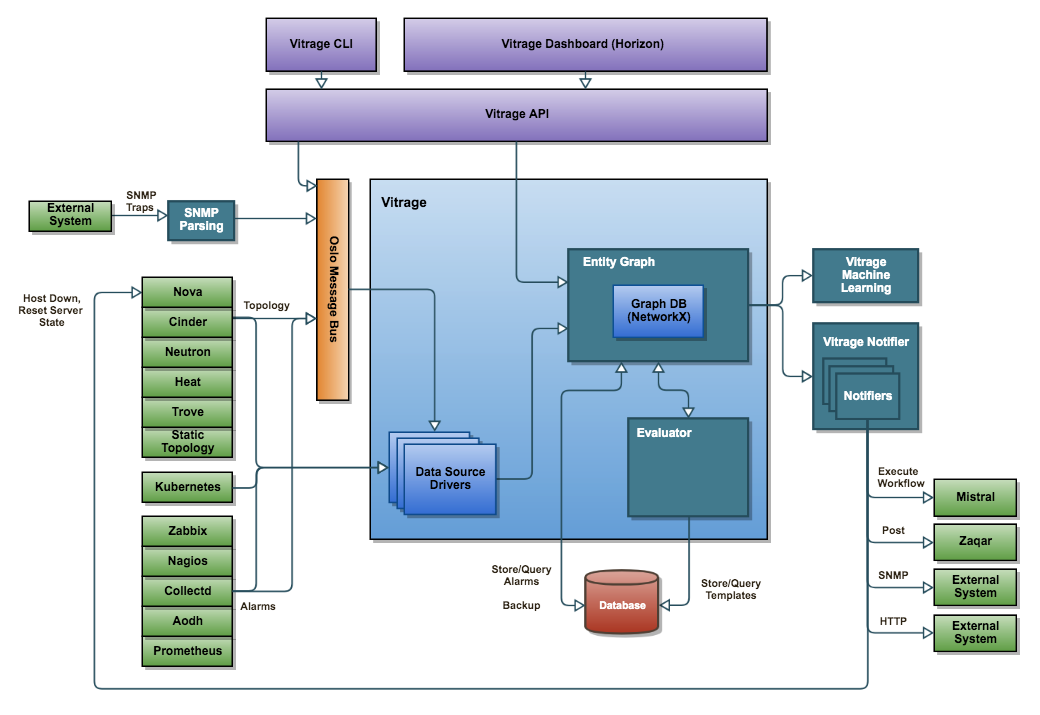 Vitrage CLI
Vitrage Dashboard (Horizon)
Vitrage API
SNMP
Traps
External
System
SNMP
Parsing
Oslo Message Bus
Vitrage
Entity Graph
Graph DB
(NetworkX)
Vitrage
Machine
Learning
Host Down,
Reset Server
State
Nova
Cinder
Neutron
Heat
Trove
Static
Topology
Topology
Vitrage Notifier
Notifiers
Evaluator
Data Source
Drivers
Kubernetes
Zabbix
Nagios
Collectd
Aodh
Prometheus
Alarms
Store/Query
Alarms
Backup
Database
Store/Query
Templates
Execute
Workflow
Mistral
Post
Zaqar
SNMP
External
System
HTTP
External
System